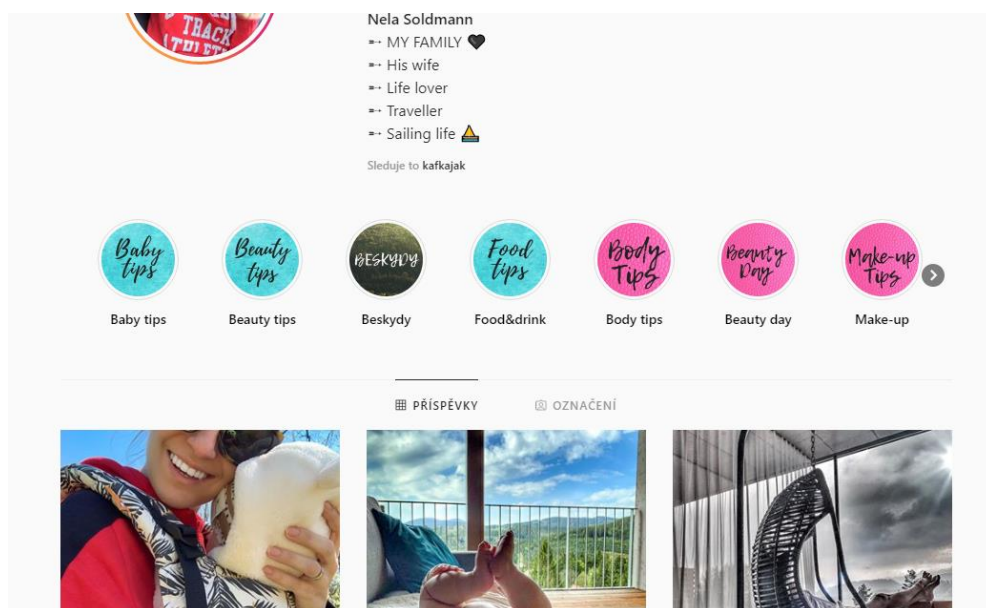 TRACK
Nela Soldmann
➸ MY FAMILY 🖤
➸ His wife
➸ Life lover
➸ Traveller
➸ Sailing life ⛵
Sleduje to kafkajak
Baby tips
Beauty tips
BESKYDY
Food tips
Body Tips
Beauty Day
Make-up Tips
Baby tips
Beauty tips
Beskydy
Food&drink
Body tips
Beauty day
Make-up
PŘÍSPĚVKY
OZNAČENÍ